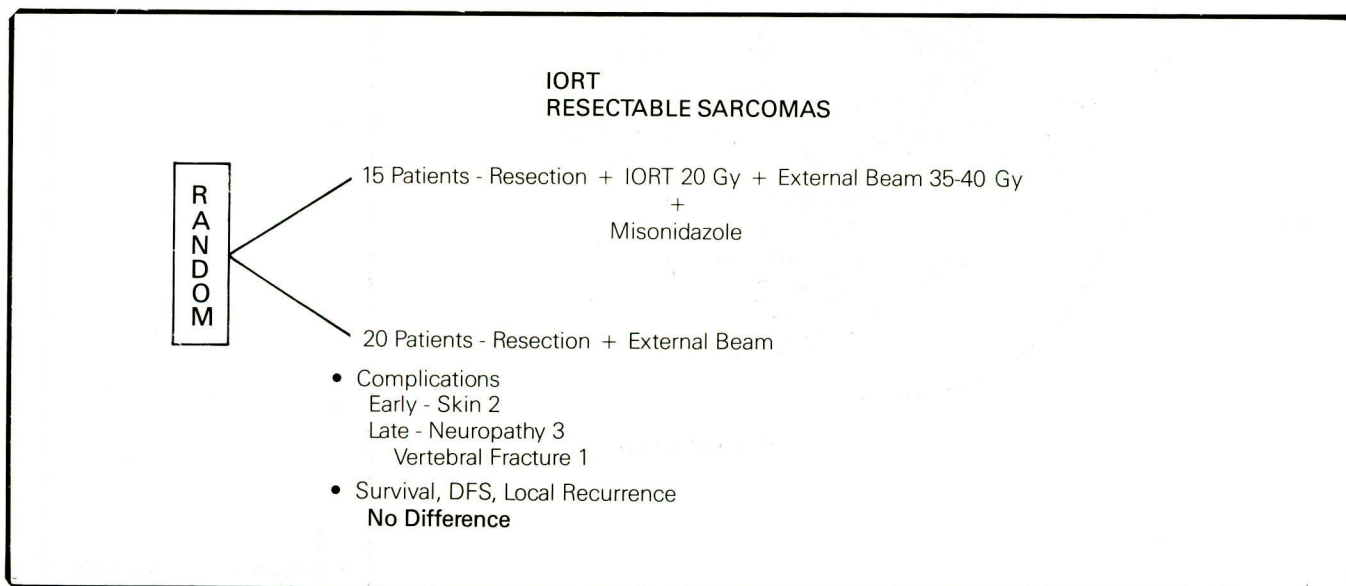 IORT
RESECTABLE SARCOMAS
RANDOM
15 Patients - Resection + IORT 20 Gy + External Beam 35-40 Gy
+
Misonidazole
20 Patients - Resection + External Beam
• Complications
Early - Skin 2
Late - Neuropathy 3
Vertebral Fracture 1
• Survival, DFS, Local Recurrence
No Difference